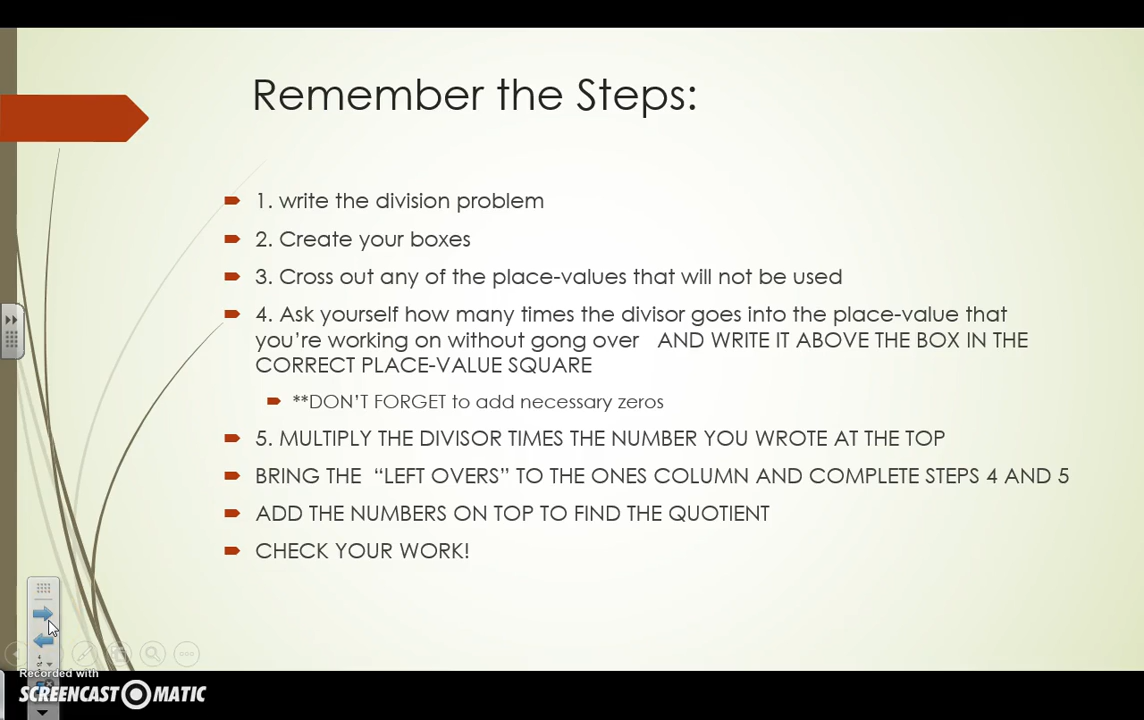 Remember the Steps:
1. write the division problem
2. Create your boxes
3. Cross out any of the place-values that will not be used
4. Ask yourself how many times the divisor goes into the place-value that
you're working on without gong over   AND WRITE IT ABOVE THE BOX IN THE
CORRECT PLACE-VALUE SQUARE
**DON'T FORGET to add necessary zeros
5. MULTIPLY THE DIVISOR TIMES THE NUMBER YOU WROTE AT THE TOP
BRING THE  “LEFT OVERS” TO THE ONES COLUMN AND COMPLETE STEPS 4 AND 5
ADD THE NUMBERS ON TOP TO FIND THE QUOTIENT
CHECK YOUR WORK!
Recorded with
SCREENCAST MATIC